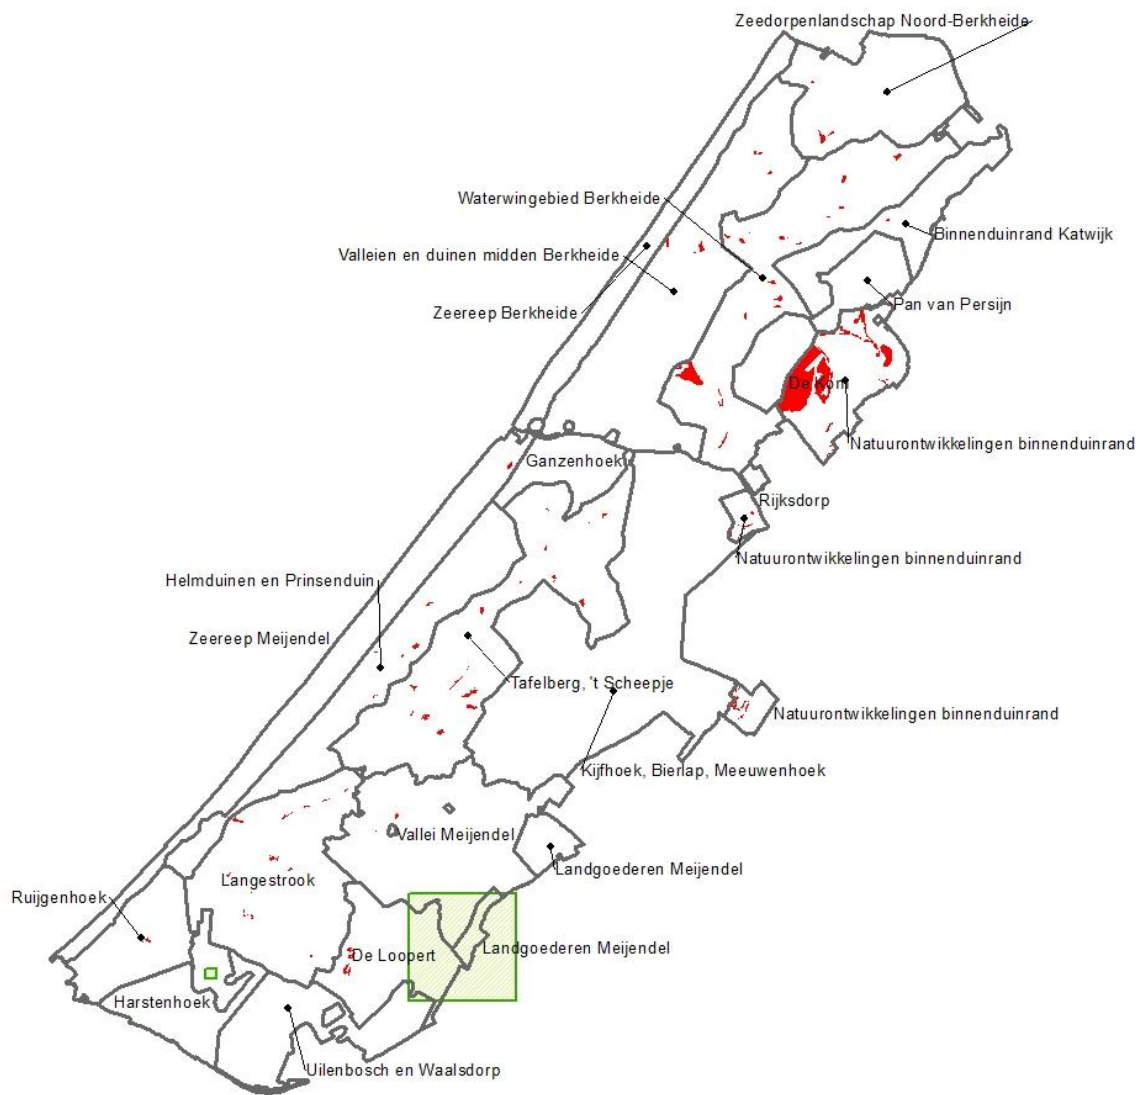 Zeedorpenlandschap Noord-Berkheide
Waterwingebied Berkheide
Binnenduinrand Katwijk
Valleien en duinen midden Berkheide
Pan van Persijn
Zeereep Berkheide
De Kom
Natuurontwikkelingen binnenduinrand
Ganzenhoek
Rijksdorp
Natuurontwikkelingen binnenduinrand
Helmduinen en Prinsenduin
Zeereep Meijendel
Tafelberg, 't Scheepje
Natuurontwikkelingen binnenduinrand
Kijfhoek, Bierlap, Meeuwenhoek
Vallei Meijendel
Landgoederen Meijendel
Langestrook
Ruijgenhoek
Landgoederen Meijendel
De Loopert
Harstenhoek
Uilenbosch en Waalsdorp